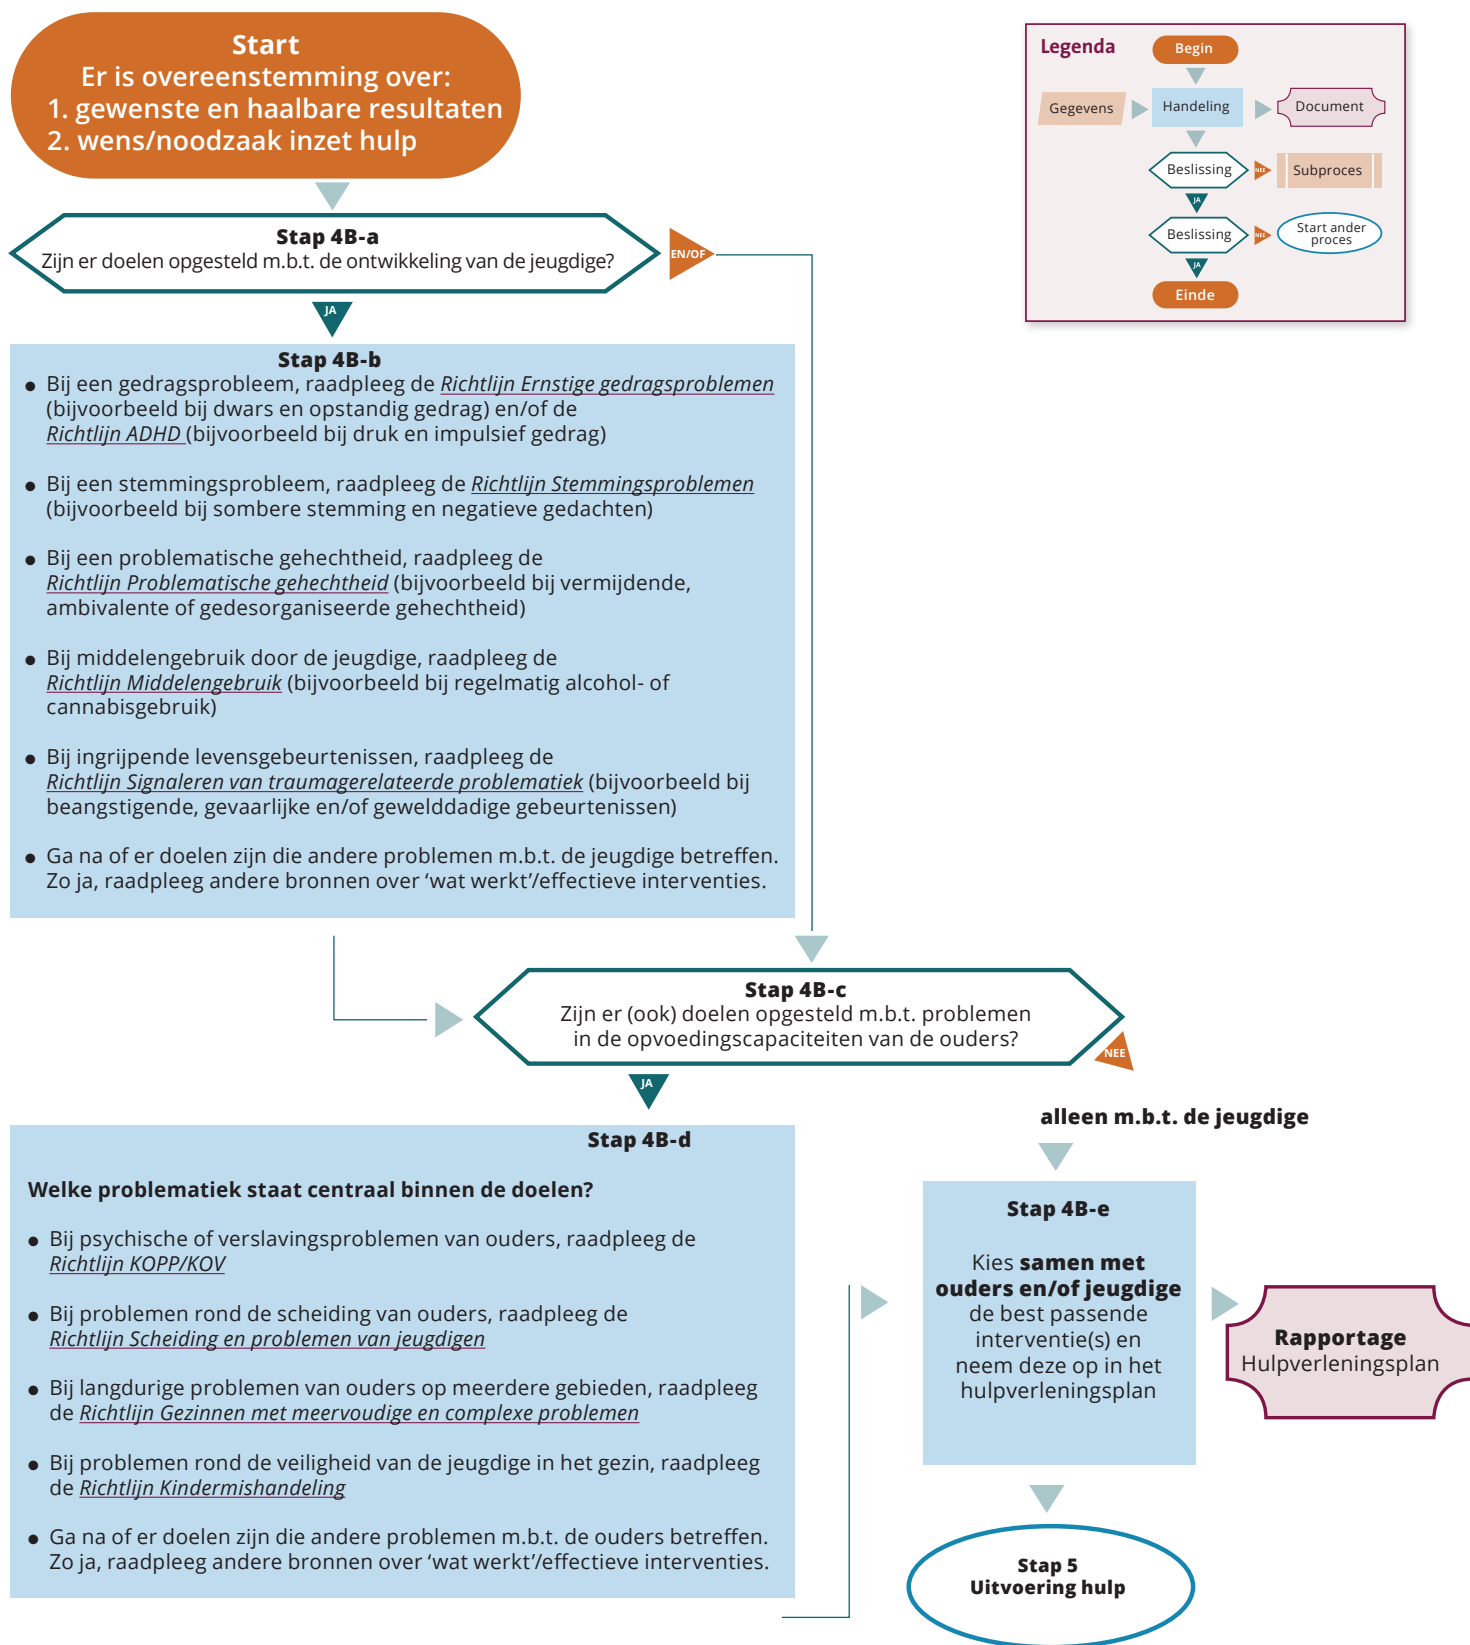 Start
Er is overeenstemming over:
1. gewenste en haalbare resultaten
2. wens/noodzaak inzet hulp
Legenda
Begin
Gegevens
Handeling
Document
Beslissing
NEE
Subproces
JA
Beslissing
NEE
Start ander
proces
JA
Einde
Stap 4B-a
Zijn er doelen opgesteld m.b.t. de ontwikkeling van de jeugdige?
EN/OF
JA
Stap 4B-b
● Bij een gedragsprobleem, raadpleeg de Richtlijn Ernstige gedragsproblemen
(bijvoorbeeld bij dwars en opstandig gedrag) en/of de
Richtlijn ADHD (bijvoorbeeld bij druk en impulsief gedrag)
● Bij een stemmingsprobleem, raadpleeg de Richtlijn Stemmingsproblemen
(bijvoorbeeld bij sombere stemming en negatieve gedachten)
● Bij een problematische gehechtheid, raadpleeg de
Richtlijn Problematische gehechtheid (bijvoorbeeld bij vermijdende,
ambivalente of gedesorganiseerde gehechtheid)
● Bij middelengebruik door de jeugdige, raadpleeg de
Richtlijn Middelengebruik (bijvoorbeeld bij regelmatig alcohol- of
cannabisgebruik)
● Bij ingrijpende levensgebeurtenissen, raadpleeg de
Richtlijn Signaleren van traumagerelateerde problematiek (bijvoorbeeld bij
beangstigende, gevaarlijke en/of gewelddadige gebeurtenissen)
● Ga na of er doelen zijn die andere problemen m.b.t. de jeugdige betreffen.
Zo ja, raadpleeg andere bronnen over ‘wat werkt’/effectieve interventies.
Stap 4B-c
Zijn er (ook) doelen opgesteld m.b.t. problemen
in de opvoedingscapaciteiten van de ouders?
NEE
JA
Stap 4B-d
Welke problematiek staat centraal binnen de doelen?
● Bij psychische of verslavingsproblemen van ouders, raadpleeg de
Richtlijn KOPP/KOV
● Bij problemen rond de scheiding van ouders, raadpleeg de
Richtlijn Scheiding en problemen van jeugdigen
● Bij langdurige problemen van ouders op meerdere gebieden, raadpleeg
de Richtlijn Gezinnen met meervoudige en complexe problemen
● Bij problemen rond de veiligheid van de jeugdige in het gezin, raadpleeg
de Richtlijn Kindermishandeling
● Ga na of er doelen zijn die andere problemen m.b.t. de ouders betreffen.
Zo ja, raadpleeg andere bronnen over ‘wat werkt’/effectieve interventies.
alleen m.b.t. de jeugdige
Stap 4B-e
Kies samen met
ouders en/of jeugdige
de best passende
interventie(s) en
neem deze op in het
hulpverleningsplan
Rapportage
Hulpverleningsplan
Stap 5
Uitvoering hulp